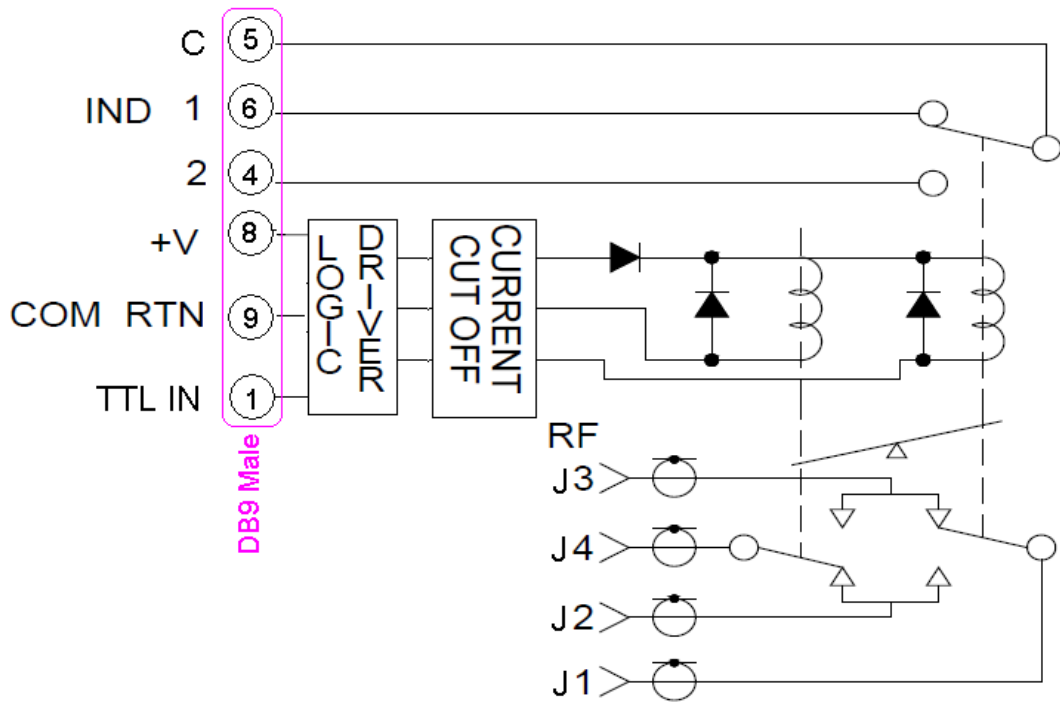 C 5
IND 1 6
2 4
+V 8
COM RTN 9
TTL IN 1
DB9 Male
LOGIC
DRIVER
CURRENT
CUT OFF
RF
J3
J4
J2
J1